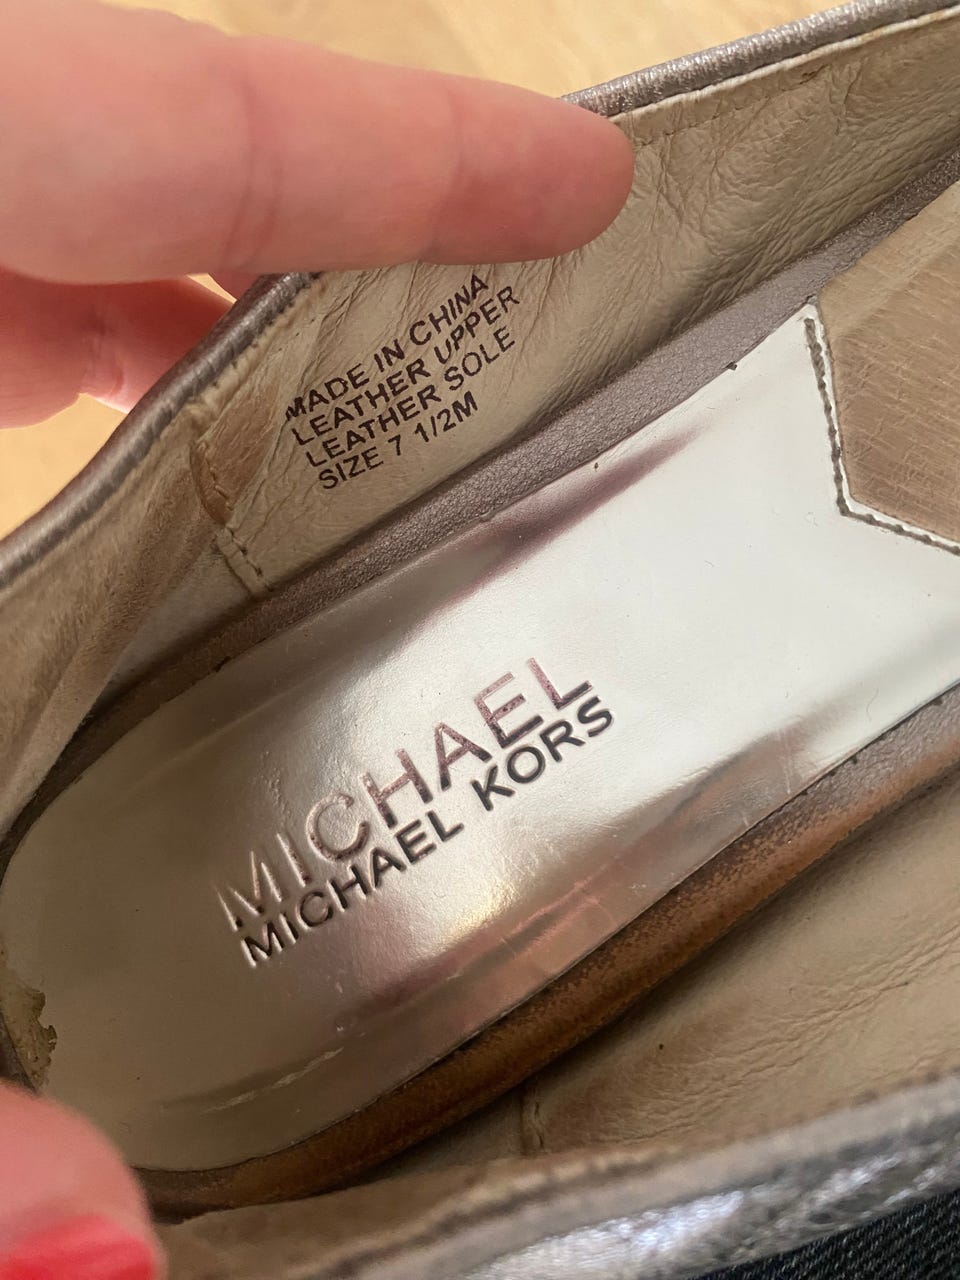 MADE IN CHINA
LEATHER UPPER
LEATHER SOLE
SIZE 7 1/2M
MICHAEL
MICHAEL KORS